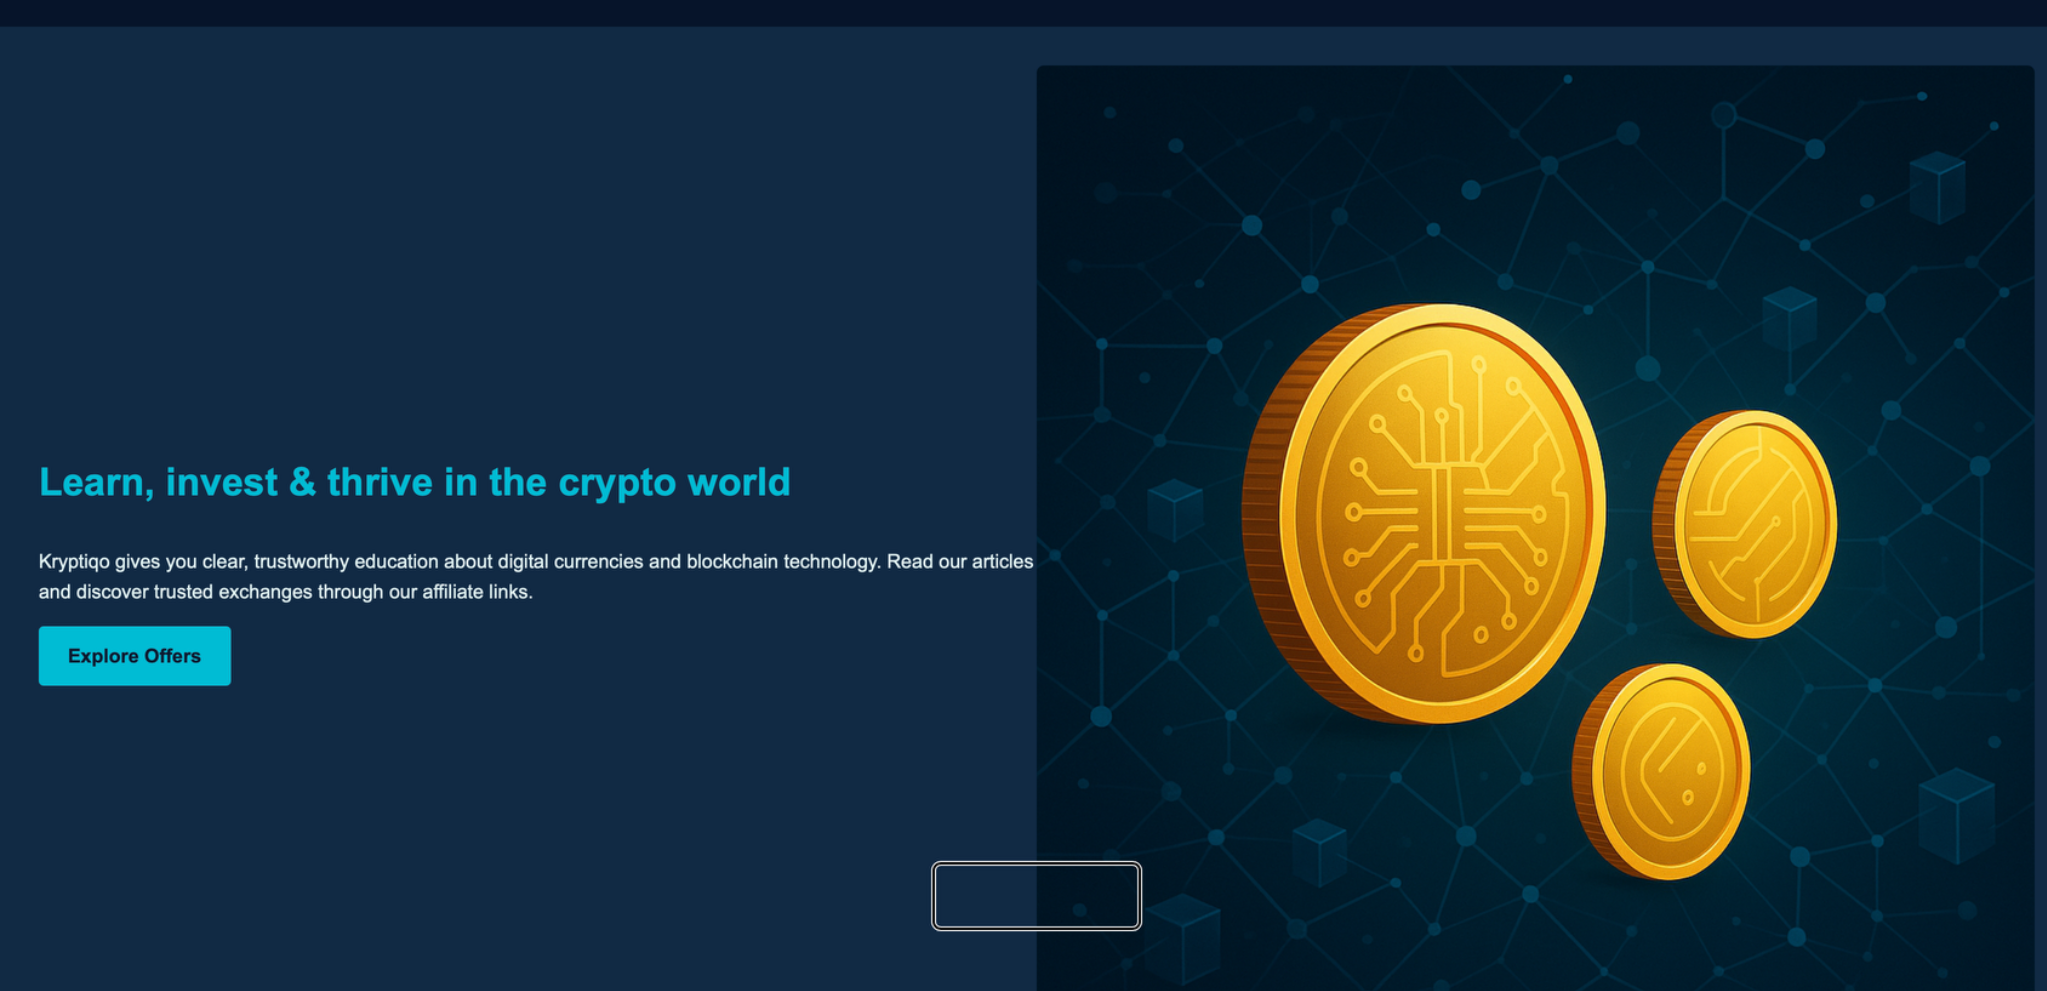 Learn, invest & thrive in the crypto world
Kryptiqo gives you clear, trustworthy education about digital currencies and blockchain technology. Read our articles
and discover trusted exchanges through our affiliate links.
Explore Offers